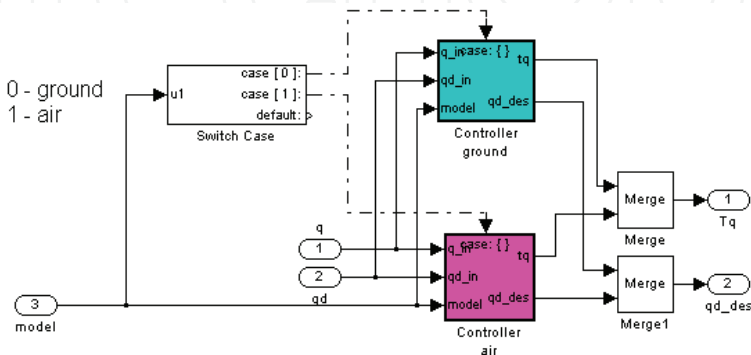 0 - ground
1 - air
u1
case [ 0 ]:
case [ 1 ]:
default:
Switch Case
case: { }
q_in
qd_in
model
tq
qd_des
Controller
ground
case: { }
q_in
qd_in
model
tq
qd_des
Controller
air
q
1
2
qd
3
model
Merge
Merge
Merge
Merge1
1
Tq
2
qd_des